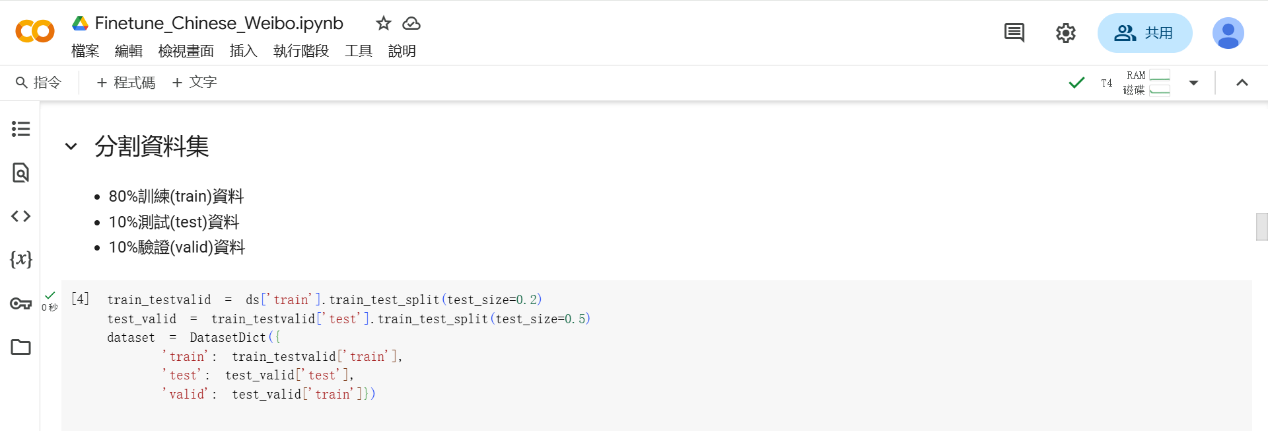 Finetune_Chinese_Weibo.ipynb
檔案 編輯 檢視畫面 插入 執行階段 工具 說明
共用
指令 + 程式碼 + 文字
T4 RAM
磁碟
分割資料集
• 80%訓練(train)資料
• 10%測試(test)資料
• 10%驗證(valid)資料
[4] train_testvalid = ds['train'].train_test_split(test_size=0.2)
0 秒
test_valid = train_testvalid['test'].train_test_split(test_size=0.5)
dataset = DatasetDict({
'train': train_testvalid['train'],
'test': test_valid['test'],
'valid': test_valid['train']})